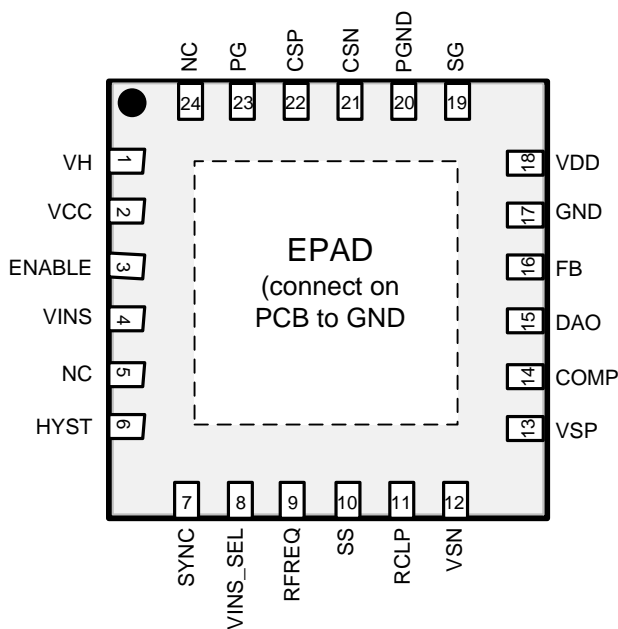 NC
PG
CSP
CSN
PGND
SG
24
23
22
21
20
19
VH
1
VCC
2
ENABLE
3
VINS
4
NC
5
HYST
6
EPAD
(connect on
PCB to GND
18
VDD
17
GND
16
FB
15
DAO
14
COMP
13
VSP
7
8
9
10
11
12
SYNC
VINS_SEL
RFREQ
SS
RCLP
VSN